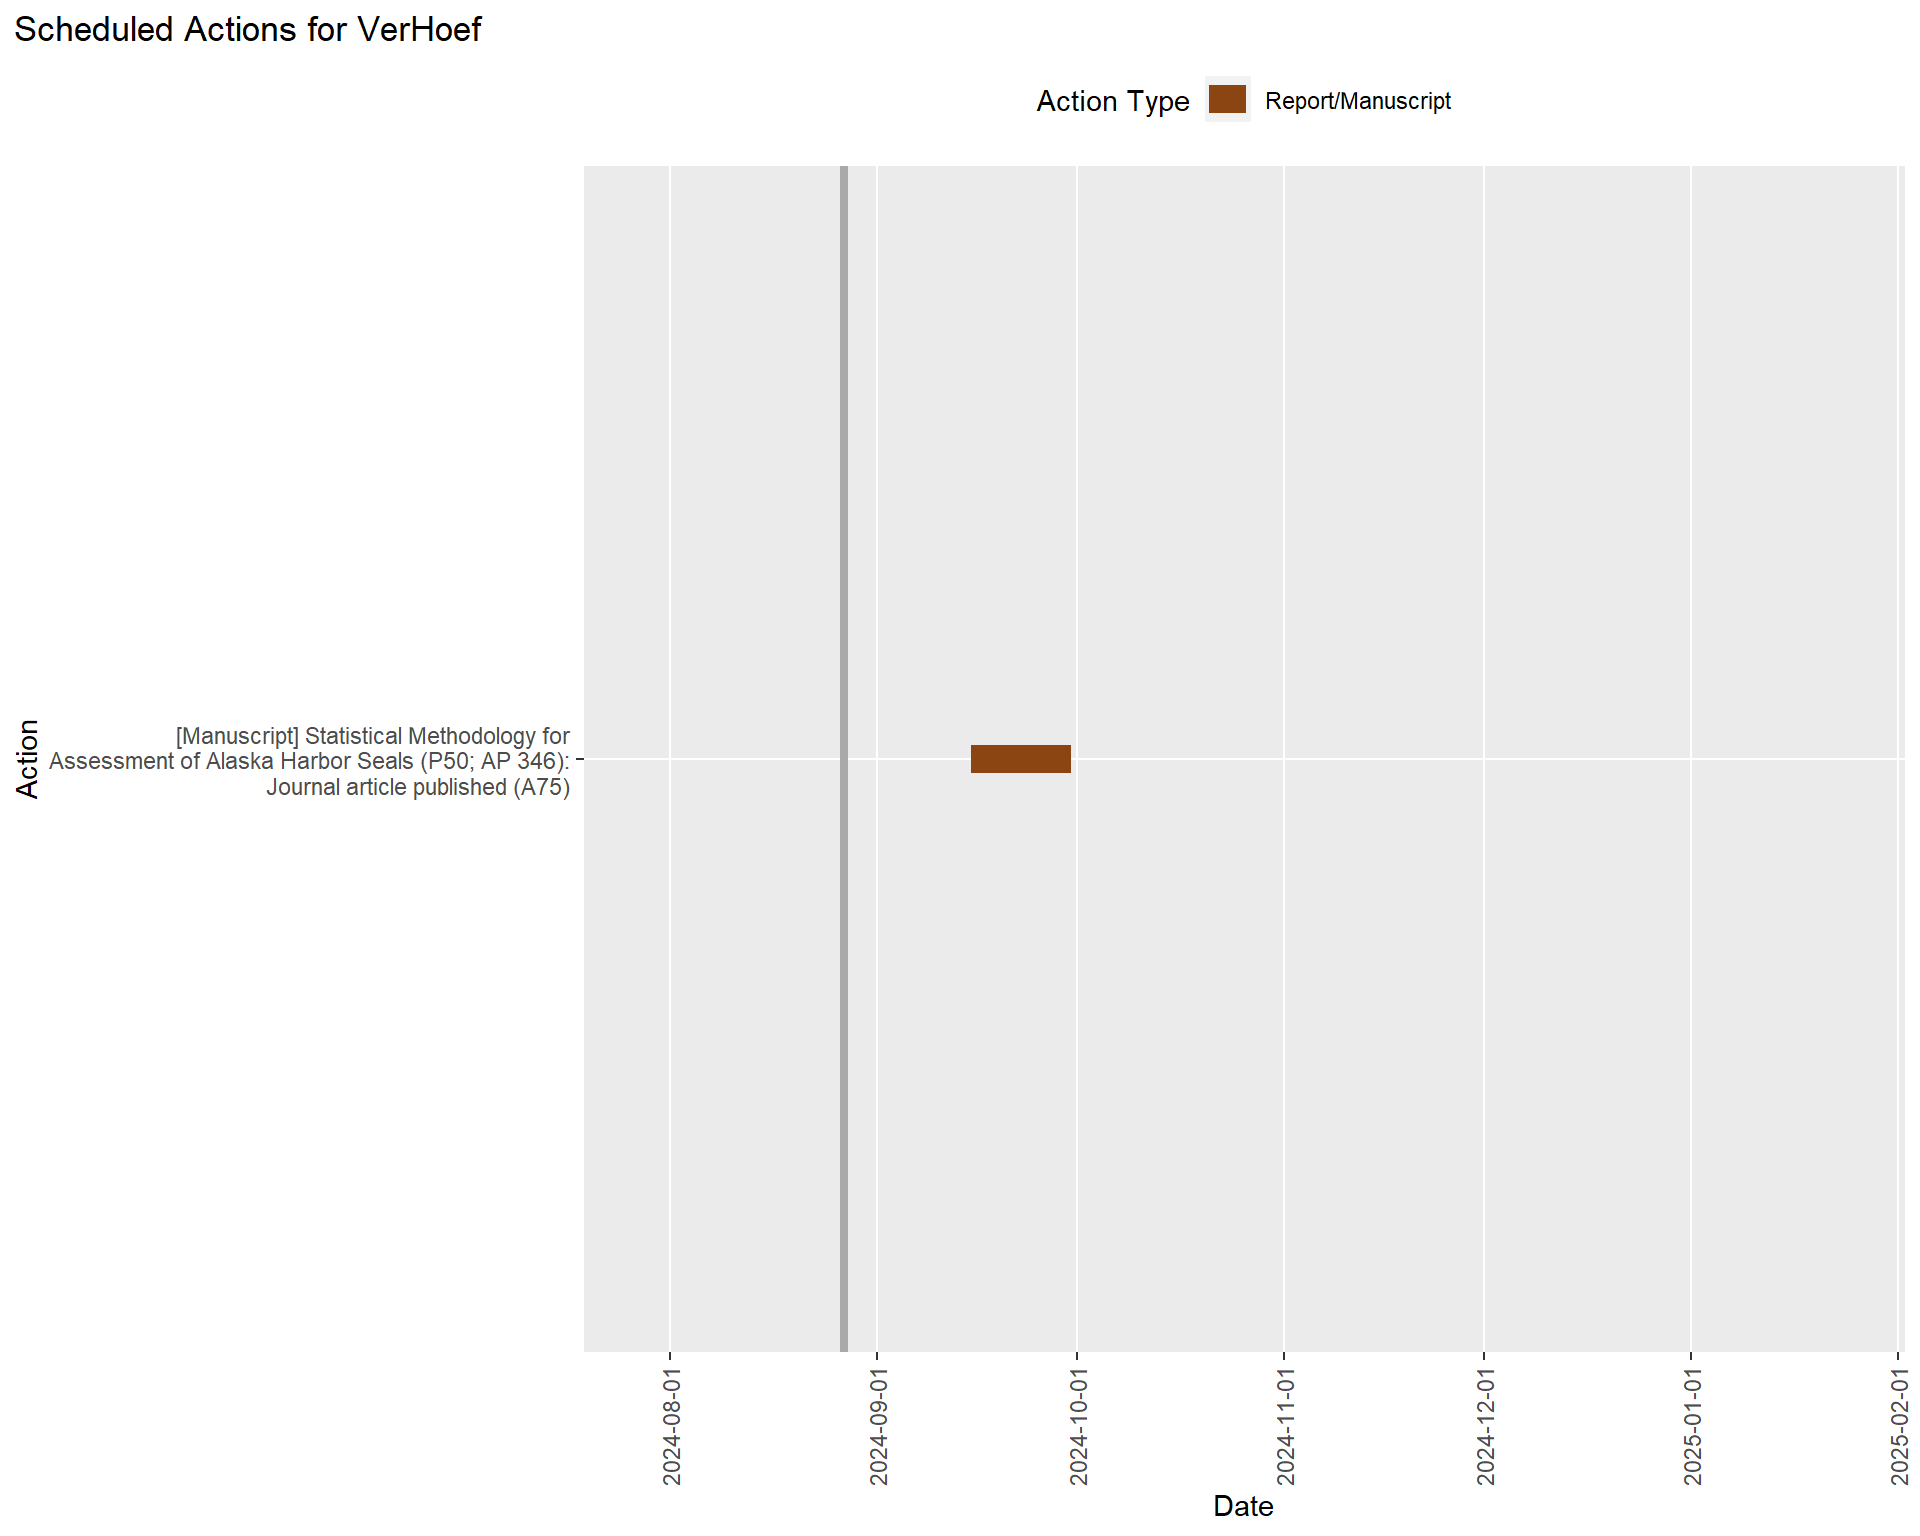 Scheduled Actions for VerHoef
Action Type
Report/Manuscript
Action
[Manuscript] Statistical Methodology for
Assessment of Alaska Harbor Seals (P50; AP 346):
Journal article published (A75)
2024-08-01
2024-09-01
2024-10-01
2024-11-01
2024-12-01
2025-01-01
2025-02-01
Date